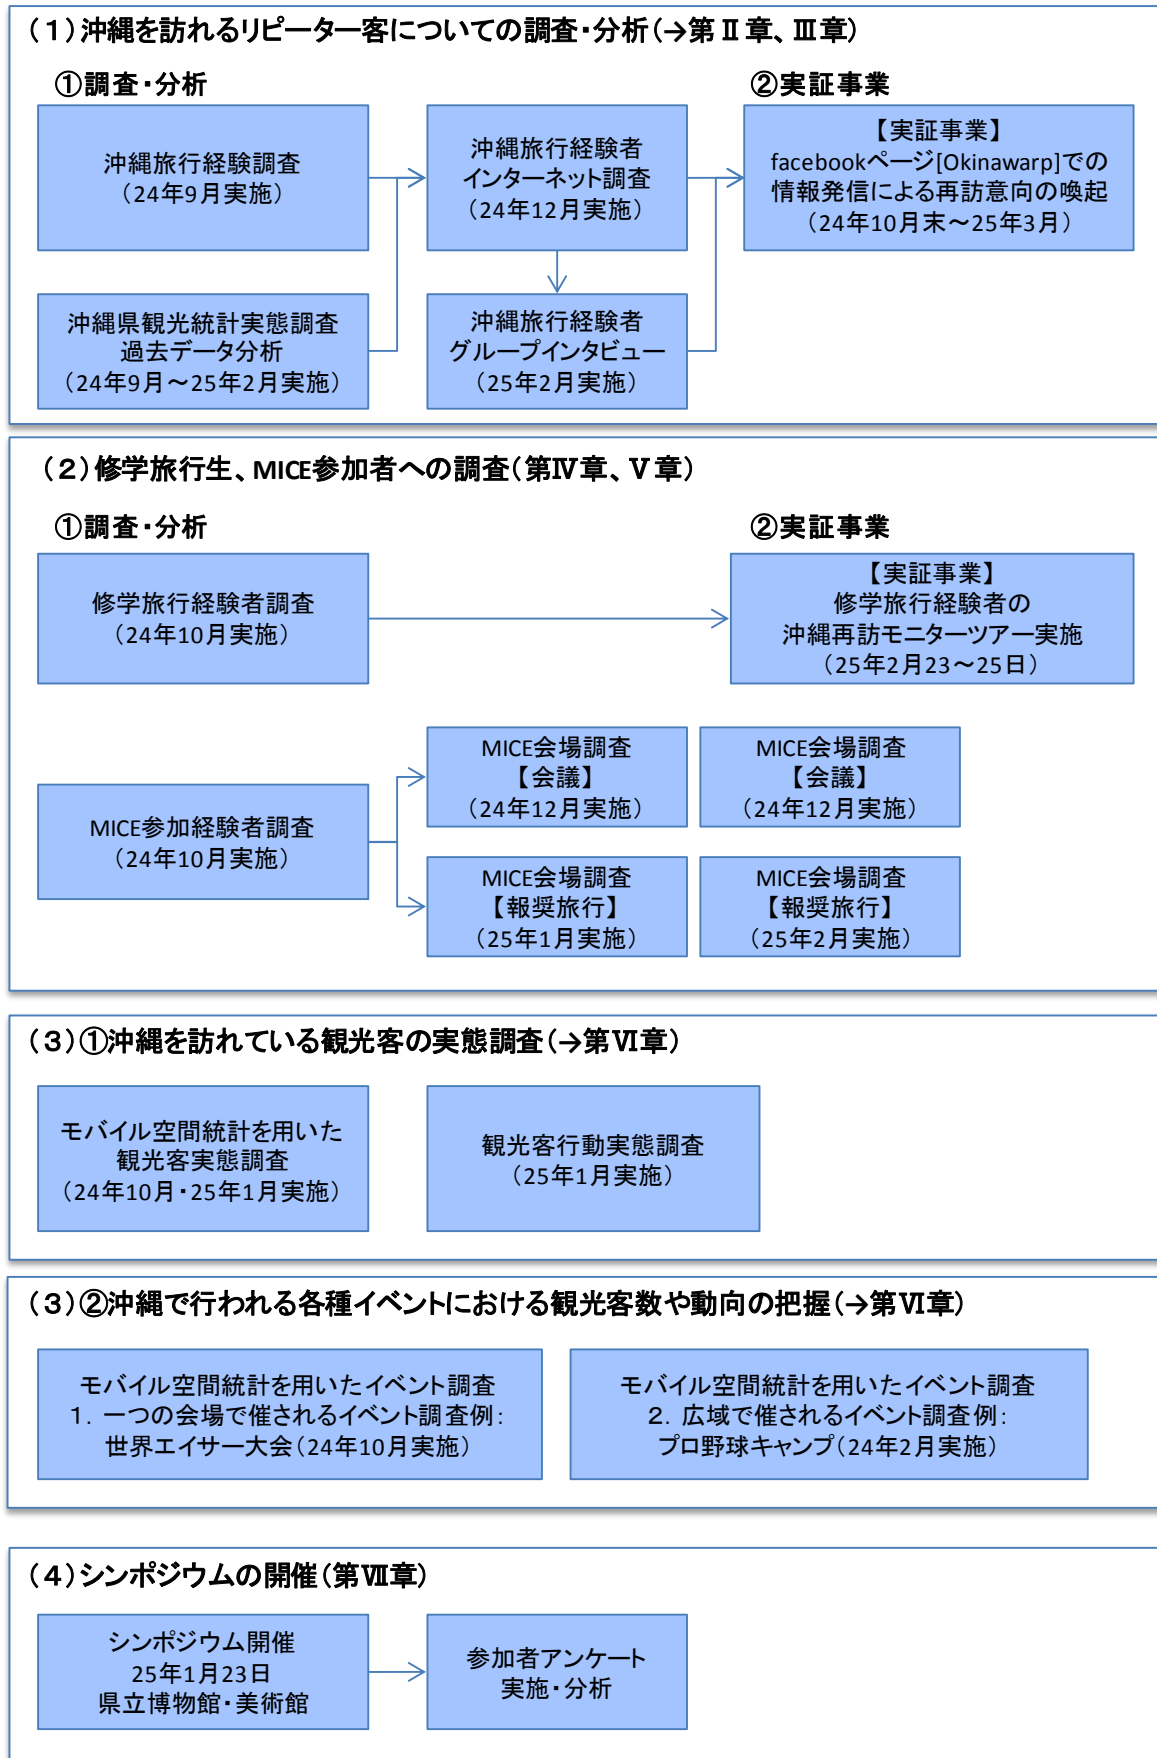 （１）沖縄を訪れるリピーター客についての調査・分析（→第Ⅱ章、Ⅲ章）
①調査・分析
②実証事業
沖縄旅行経験調査
（24年9月実施）
沖縄旅行経験者
インターネット調査
（24年12月実施）
【実証事業】
facebookページ[Okinawarp]での
情報発信による再訪意向の喚起
（24年10月末～25年3月）
沖縄県観光統計実態調査
過去データ分析
（24年9月～25年2月実施）
沖縄旅行経験者
グループインタビュー
（25年2月実施）
（２）修学旅行生、MICE参加者への調査（第Ⅳ章、Ⅴ章）
①調査・分析
②実証事業
修学旅行経験者調査
（24年10月実施）
【実証事業】
修学旅行経験者の
沖縄再訪モニターツアー実施
（25年2月23～25日）
MICE参加経験者調査
（24年10月実施）
MICE会場調査
【会議】
（24年12月実施）
MICE会場調査
【会議】
（24年12月実施）
MICE会場調査
【報奨旅行】
（25年1月実施）
MICE会場調査
【報奨旅行】
（25年2月実施）
（３）①沖縄を訪れている観光客の実態調査（→第Ⅵ章）
モバイル空間統計を用いた
観光客実態調査
（24年10月・25年1月実施）
観光客行動実態調査
（25年1月実施）
（３）②沖縄で行われる各種イベントにおける観光客数や動向の把握（→第Ⅵ章）
モバイル空間統計を用いたイベント調査
１．一つの会場で催されるイベント調査例：
世界エイサー大会（24年10月実施）
モバイル空間統計を用いたイベント調査
２．広域で催されるイベント調査例：
プロ野球キャンプ（24年2月実施）
（４）シンポジウムの開催（第Ⅶ章）
シンポジウム開催
25年1月23日
県立博物館・美術館
参加者アンケート
実施・分析